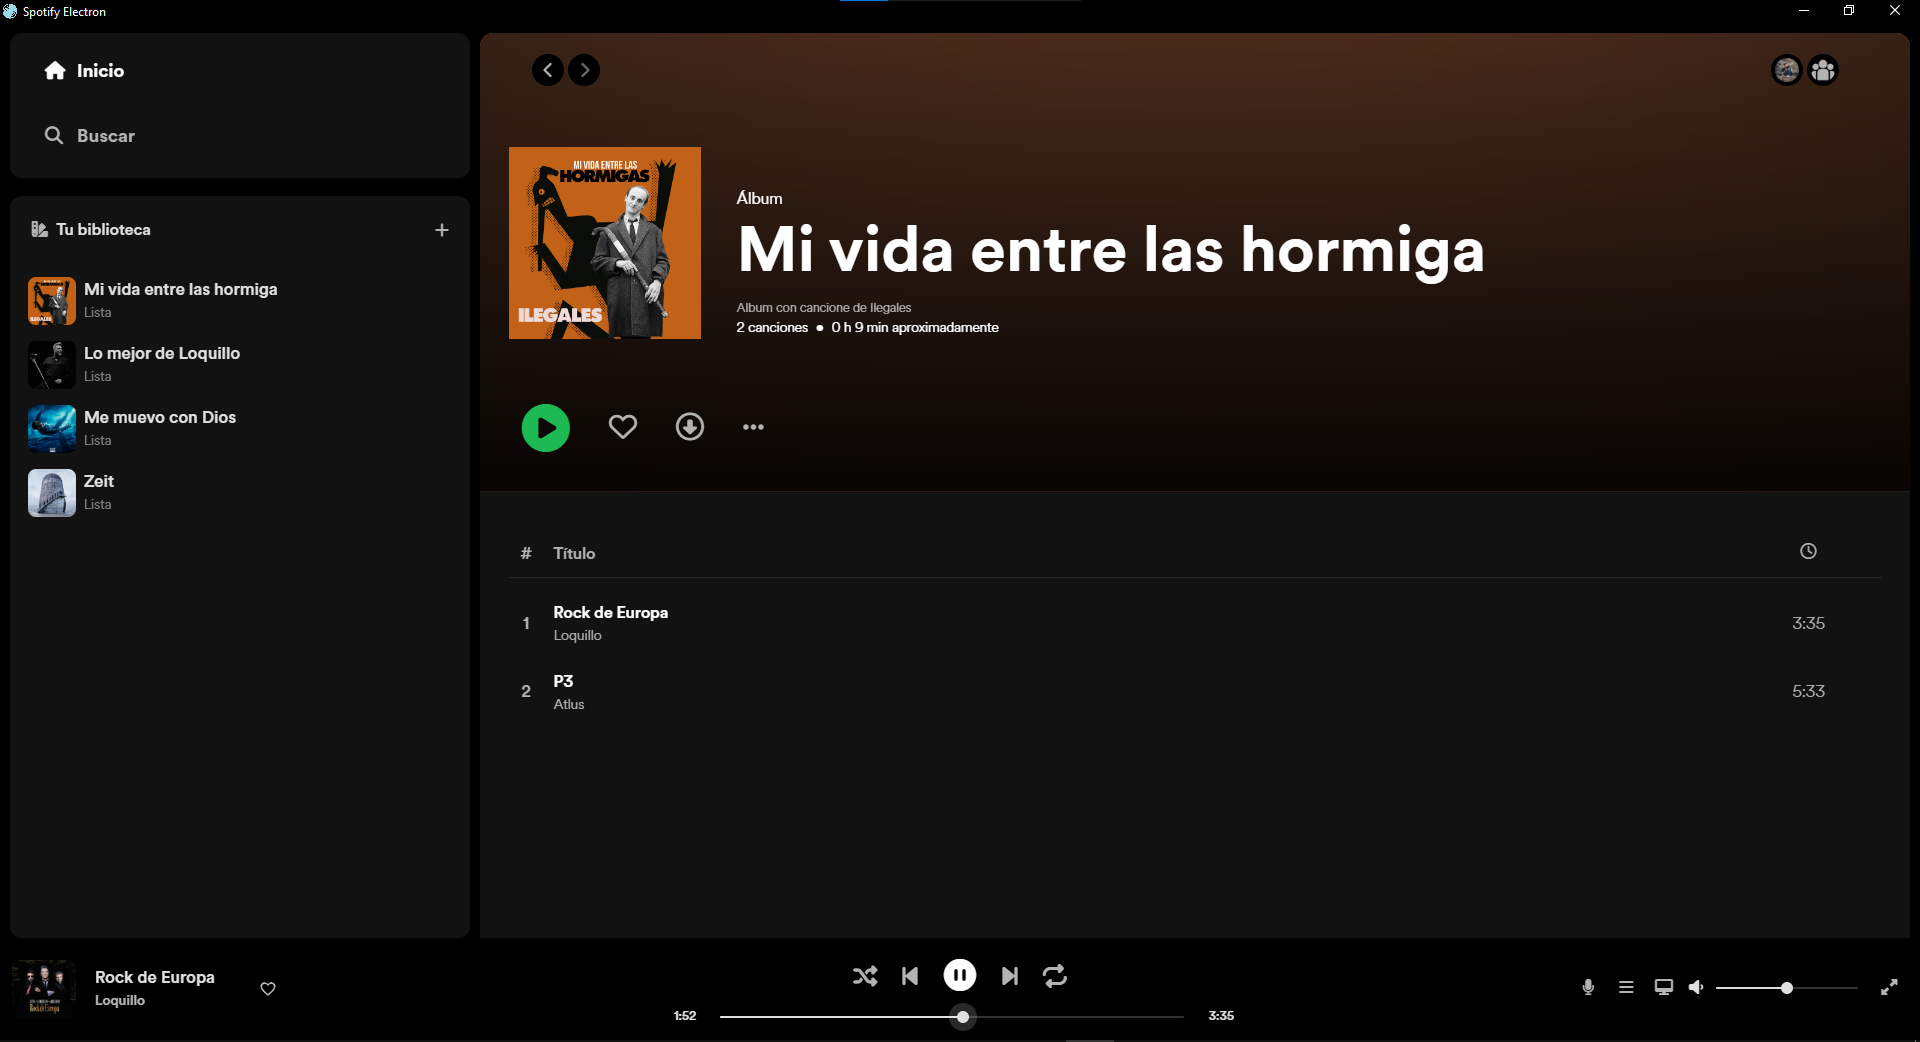 Spotify Electron
Inicio
Buscar
Tu biblioteca
Mi vida entre las hormiga
Lista
Lo mejor de Loquillo
Lista
Me muevo con Dios
Lista
Zeit
Lista
MI VIDA ENTRE LAS
HORMIGAS
ILEGALES
Álbum
Mi vida entre las hormiga
Album con cancione de Ilegales
2 canciones ● 0 h 9 min aproximadamente
# Título
1 Rock de Europa 3:35
Loquillo
2 P3 5:33
Atlus
Rock de Europa
Loquillo
1:52 3:35